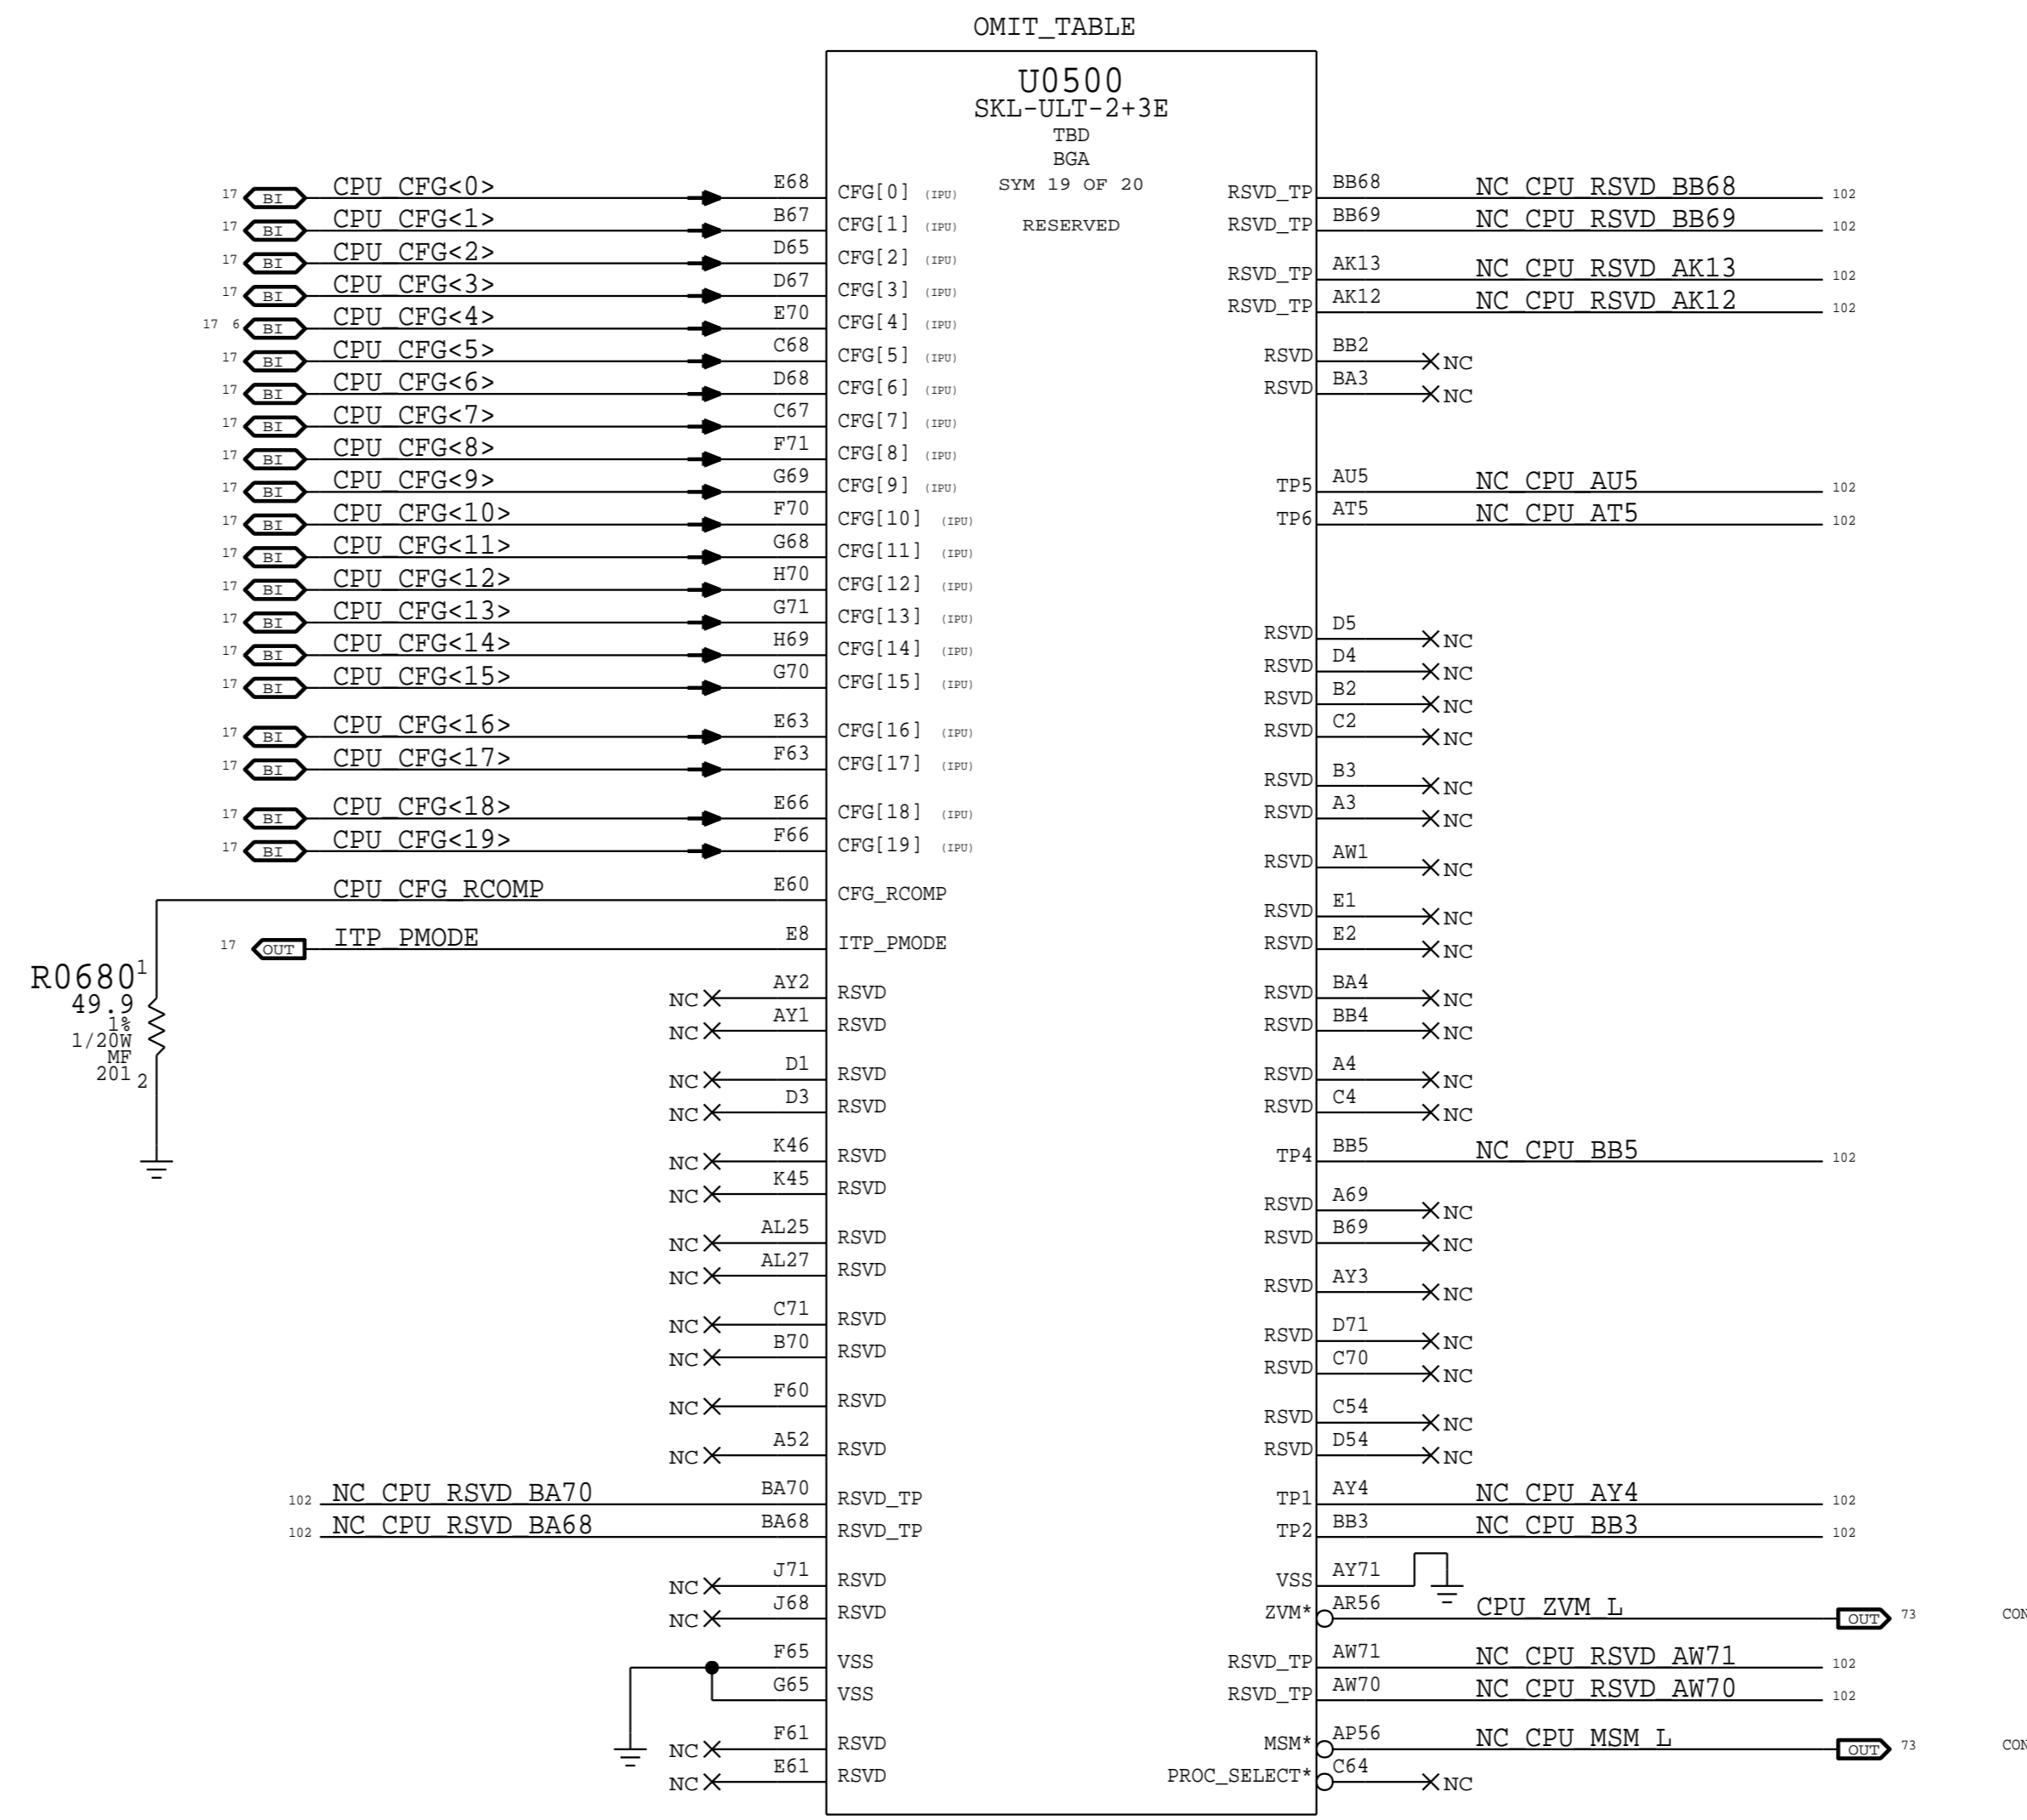 OMIT_TABLE
U0500
SKL-ULT-2+3E
TBD
BGA
SYM 19 OF 20
RESERVED
17 BI CPU_CFG<0> E68 CFG[0] (IPU)
17 BI CPU_CFG<1> B67 CFG[1] (IPU)
17 BI CPU_CFG<2> D65 CFG[2] (IPU)
17 BI CPU_CFG<3> D67 CFG[3] (IPU)
17 6 BI CPU_CFG<4> E70 CFG[4] (IPU)
17 BI CPU_CFG<5> C68 CFG[5] (IPU)
17 BI CPU_CFG<6> D68 CFG[6] (IPU)
17 BI CPU_CFG<7> C67 CFG[7] (IPU)
17 BI CPU_CFG<8> F71 CFG[8] (IPU)
17 BI CPU_CFG<9> G69 CFG[9] (IPU)
17 BI CPU_CFG<10> F70 CFG[10] (IPU)
17 BI CPU_CFG<11> G68 CFG[11] (IPU)
17 BI CPU_CFG<12> H70 CFG[12] (IPU)
17 BI CPU_CFG<13> G71 CFG[13] (IPU)
17 BI CPU_CFG<14> H69 CFG[14] (IPU)
17 BI CPU_CFG<15> G70 CFG[15] (IPU)
17 BI CPU_CFG<16> E63 CFG[16] (IPU)
17 BI CPU_CFG<17> F63 CFG[17] (IPU)
17 BI CPU_CFG<18> E66 CFG[18] (IPU)
17 BI CPU_CFG<19> F66 CFG[19] (IPU)
CPU_CFG_RCOMP E60 CFG_RCOMP
17 OUT ITP_PMODE E8 ITP_PMODE
R0680 1
49.9
1%
1/20W
MF
201 2
NC AY2 RSVD
NC AY1 RSVD
NC D1 RSVD
NC D3 RSVD
NC K46 RSVD
NC K45 RSVD
NC AL25 RSVD
NC AL27 RSVD
NC C71 RSVD
NC B70 RSVD
NC F60 RSVD
NC A52 RSVD
102 NC_CPU_RSVD_BA70 BA70 RSVD_TP
102 NC_CPU_RSVD_BA68 BA68 RSVD_TP
NC J71 RSVD
NC J68 RSVD
F65 VSS
G65 VSS
NC F61 RSVD
NC E61 RSVD
RSVD_TP BB68 NC_CPU_RSVD_BB68 102
RSVD_TP BB69 NC_CPU_RSVD_BB69 102
RSVD_TP AK13 NC_CPU_RSVD_AK13 102
RSVD_TP AK12 NC_CPU_RSVD_AK12 102
RSVD BB2 NC
RSVD BA3 NC
TP5 AU5 NC_CPU_AU5 102
TP6 AT5 NC_CPU_AT5 102
RSVD D5 NC
RSVD D4 NC
RSVD B2 NC
RSVD C2 NC
RSVD B3 NC
RSVD A3 NC
RSVD AW1 NC
RSVD E1 NC
RSVD E2 NC
RSVD BA4 NC
RSVD BB4 NC
RSVD A4 NC
RSVD C4 NC
TP4 BB5 NC_CPU_BB5 102
RSVD A69 NC
RSVD B69 NC
RSVD AY3 NC
RSVD D71 NC
RSVD C70 NC
RSVD C54 NC
RSVD D54 NC
TP1 AY4 NC_CPU_AY4 102
TP2 BB3 NC_CPU_BB3 102
VSS AY71
ZVM* AR56 CPU_ZVM_L OUT 73
RSVD_TP AW71 NC_CPU_RSVD_AW71 102
RSVD_TP AW70 NC_CPU_RSVD_AW70 102
MSM* AP56 NC_CPU_MSM_L OUT 73
PROC_SELECT* C64 NC